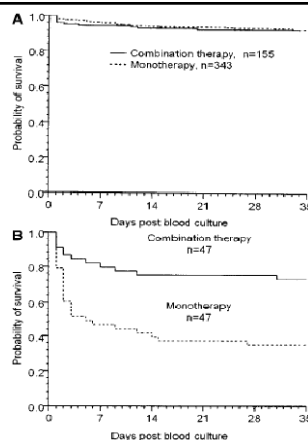 A
1.0
0.8
0.6
0.4
0.2
0.0
Probability of survival
Combination therapy, n=155
Monotherapy, n=343
0 7 14 21 28 35
Days post blood culture
B
1.0
0.8
0.6
0.4
0.2
0.0
Probability of survival
Combination therapy
n=47
Monotherapy
n=47
0 7 14 21 28 35
Days post blood culture